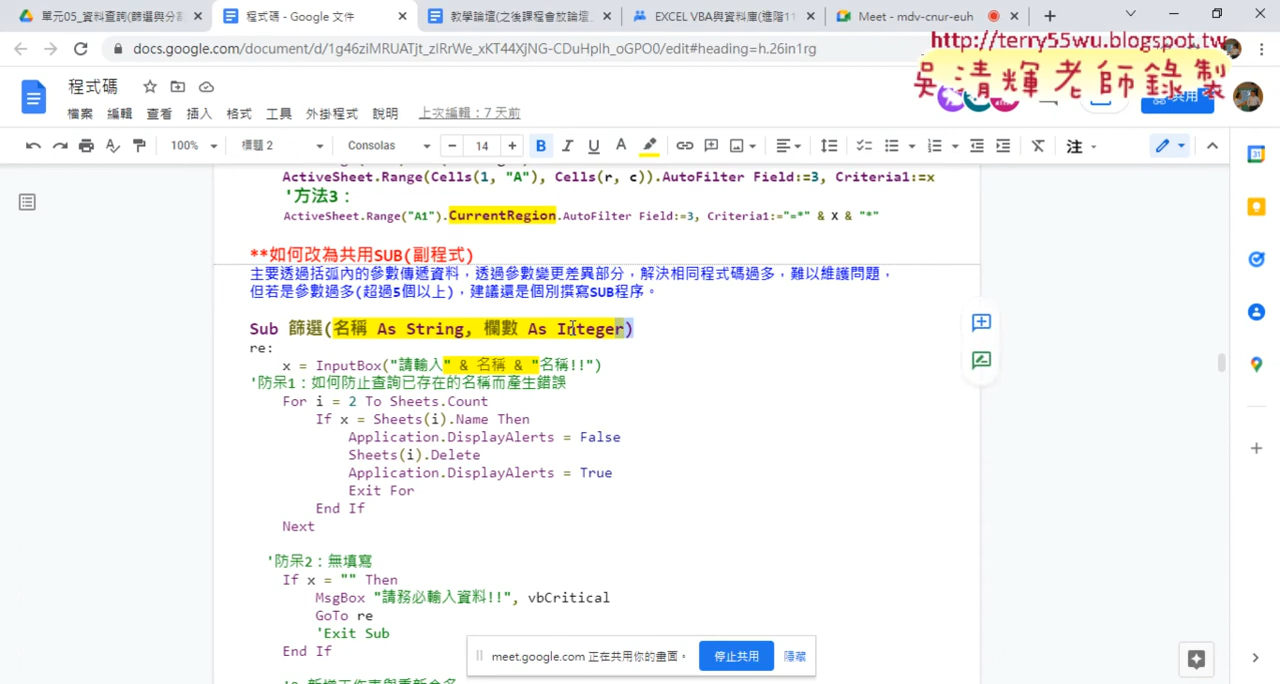 單元05_資料查詢(篩選與分割
程式碼 - Google 文件
教學論壇(之後課程會放論壇
EXCEL VBA與資料庫(進階11
Meet - mdv-cnur-euh
docs.google.com/document/d/1g46ziMRUATjt_zlRrWe_xKT44XjNG-CDuHpIh_oGPO0/edit#heading=h.26in1rg
http://terry55wu.blogspot.tw
吳清輝老師錄製
程式碼
檔案 編輯 查看 插入 格式 工具 外掛程式 說明 上次編輯：7 天前
共用
100% 標題 2 Consolas 14 注
ActiveSheet.Range(Cells(1, "A"), Cells(r, c)).AutoFilter Field:=3, Criteria1:=x
'方法3：
ActiveSheet.Range("A1").CurrentRegion.AutoFilter Field:=3, Criteria1:="=*" & X & "*"
**如何改為共用SUB(副程式)
主要透過括弧內的參數傳遞資料，透過參數變更差異部分，解決相同程式碼過多，難以維護問題，
但若是參數過多(超過5個以上)，建議還是個別撰寫SUB程序。
Sub 篩選(名稱 As String, 欄數 As Integer)
re:
x = InputBox("請輸入" & 名稱 & "名稱!!")
'防呆1：如何防止查詢已存在的名稱而產生錯誤
For i = 2 To Sheets.Count
If x = Sheets(i).Name Then
Application.DisplayAlerts = False
Sheets(i).Delete
Application.DisplayAlerts = True
Exit For
End If
Next
'防呆2：無填寫
If x = "" Then
MsgBox "請務必輸入資料!!", vbCritical
GoTo re
'Exit Sub
End If
meet.google.com 正在共用你的畫面。 停止共用 隱藏